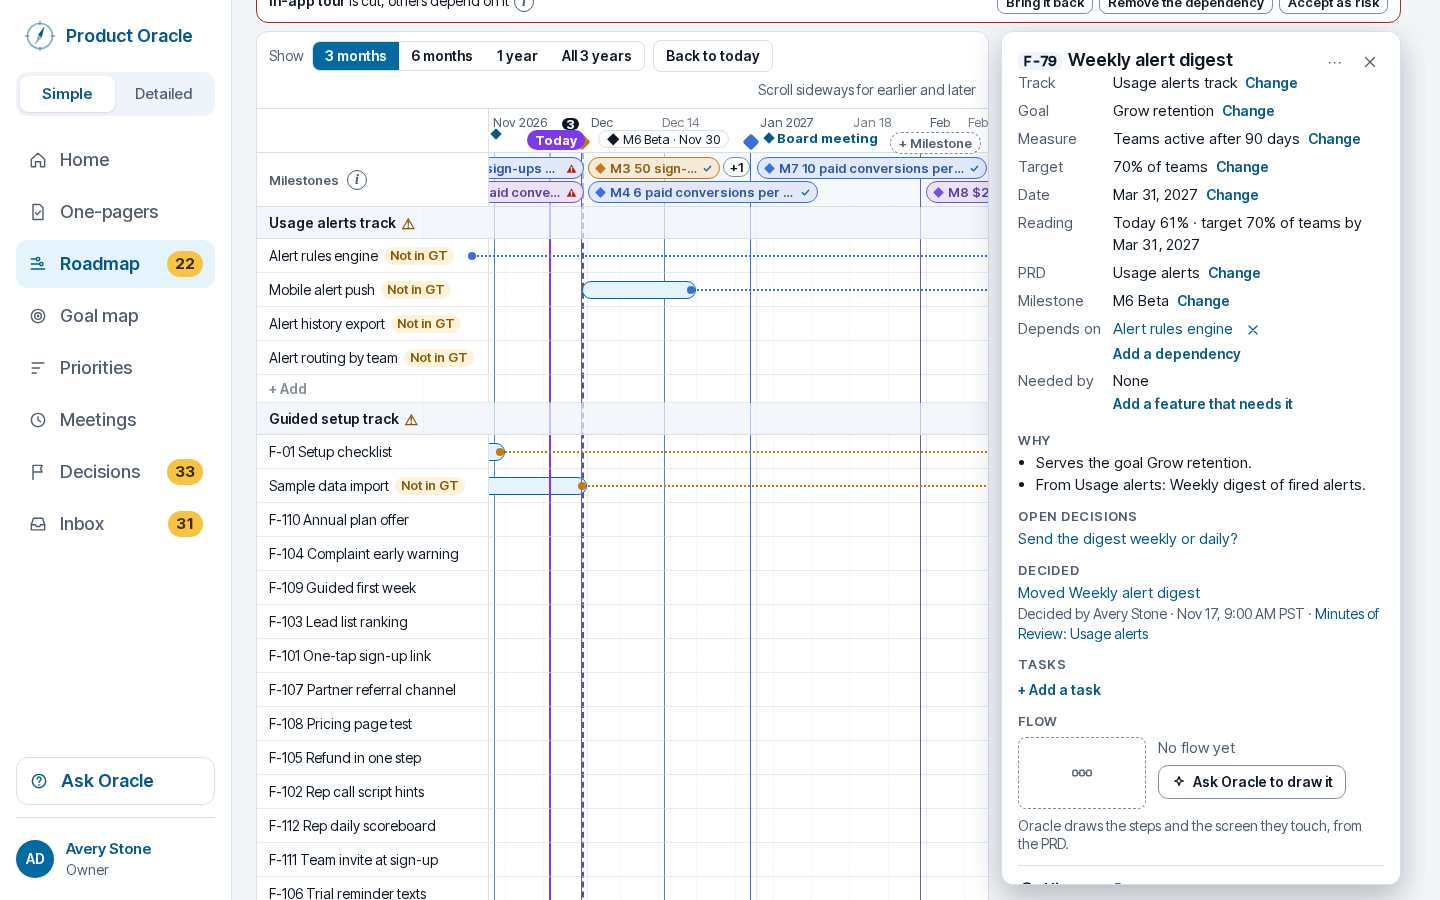 Product Oracle
Simple
Detailed
Home
One-pagers
Roadmap 22
Goal map
Priorities
Meetings
Decisions 33
Inbox 31
Ask Oracle
AD
Avery Stone
Owner
In-app tour is cut, others depend on it i
Bring it back
Remove the dependency
Accept as risk
Show
3 months
6 months
1 year
All 3 years
Back to today
Scroll sideways for earlier and later
Nov 2026
3
Dec
Dec 14
Jan 2027
Jan 18
Feb
Feb
Today
M6 Beta · Nov 30
Board meeting
+ Milestone
Milestones i
sign-ups ...
M3 50 sign-...
+1
M7 10 paid conversions per...
aid conve...
M4 6 paid conversions per ...
M8 $2
Usage alerts track
Alert rules engine Not in GT
Mobile alert push Not in GT
Alert history export Not in GT
Alert routing by team Not in GT
+ Add
Guided setup track
F-01 Setup checklist
Sample data import Not in GT
F-110 Annual plan offer
F-104 Complaint early warning
F-109 Guided first week
F-103 Lead list ranking
F-101 One-tap sign-up link
F-107 Partner referral channel
F-108 Pricing page test
F-105 Refund in one step
F-102 Rep call script hints
F-112 Rep daily scoreboard
F-111 Team invite at sign-up
F-106 Trial reminder texts
F-79 Weekly alert digest
...
Track Usage alerts track Change
Goal Grow retention Change
Measure Teams active after 90 days Change
Target 70% of teams Change
Date Mar 31, 2027 Change
Reading Today 61% · target 70% of teams by
Mar 31, 2027
PRD Usage alerts Change
Milestone M6 Beta Change
Depends on Alert rules engine
Add a dependency
Needed by None
Add a feature that needs it
WHY
• Serves the goal Grow retention.
• From Usage alerts: Weekly digest of fired alerts.
OPEN DECISIONS
Send the digest weekly or daily?
DECIDED
Moved Weekly alert digest
Decided by Avery Stone · Nov 17, 9:00 AM PST · Minutes of
Review: Usage alerts
TASKS
+ Add a task
FLOW
No flow yet
Ask Oracle to draw it
Oracle draws the steps and the screen they touch, from
the PRD.